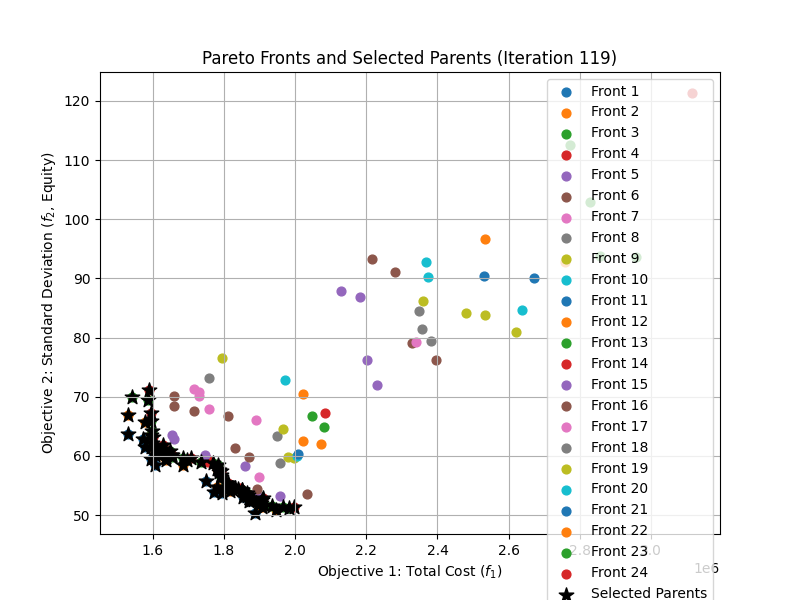 Pareto Fronts and Selected Parents (Iteration 119)
Objective 2: Standard Deviation (f₂, Equity)
120
110
100
90
80
70
60
50
1.6
1.8
2.0
2.2
2.4
2.6
2.8
3.0
1e6
Objective 1: Total Cost (f₁)
Front 1
Front 2
Front 3
Front 4
Front 5
Front 6
Front 7
Front 8
Front 9
Front 10
Front 11
Front 12
Front 13
Front 14
Front 15
Front 16
Front 17
Front 18
Front 19
Front 20
Front 21
Front 22
Front 23
Front 24
Selected Parents